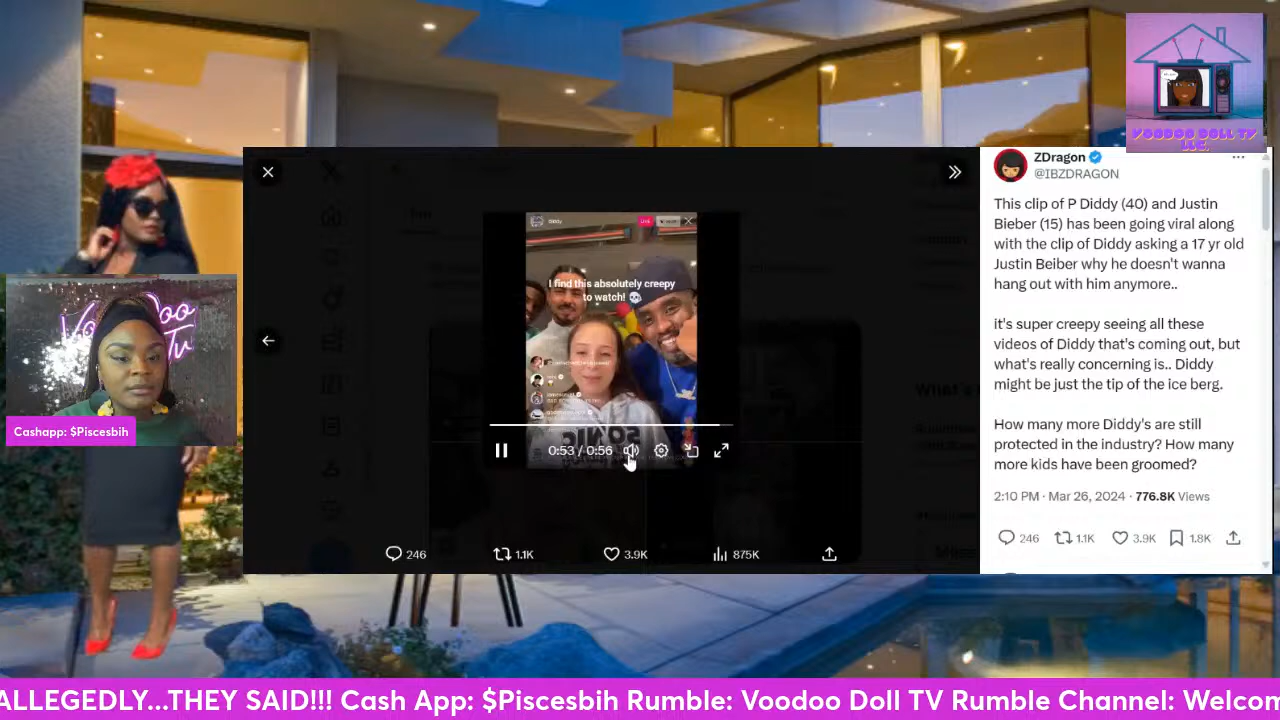 VOODOO DOLL TV
LLC.
ZDragon
@IBZDRAGON
This clip of P Diddy (40) and Justin
Bieber (15) has been going viral along
with the clip of Diddy asking a 17 yr old
Justin Beiber why he doesn't wanna
hang out with him anymore..
it's super creepy seeing all these
videos of Diddy that's coming out, but
what's really concerning is.. Diddy
might be just the tip of the ice berg.
How many more Diddy's are still
protected in the industry? How many
more kids have been groomed?
2:10 PM · Mar 26, 2024 · 776.8K Views
246 1.1K 3.9K 1.8K
I find this absolutely creepy
to watch! 💀
0:53 / 0:56
246 1.1K 3.9K 875K
Voodoo
Tv
Cashapp: $Piscesbih
ALLEGEDLY...THEY SAID!!! Cash App: $Piscesbih Rumble: Voodoo Doll TV Rumble Channel: Welcon